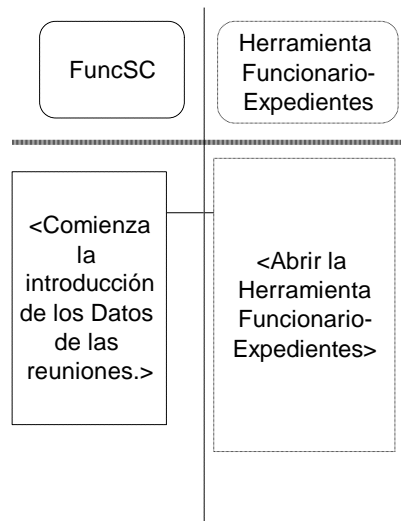 FuncSC
Herramienta
Funcionario-
Expedientes
<Comienza
la
introducción
de los Datos
de las
reuniones.>
<Abrir la
Herramienta
Funcionario-
Expedientes>